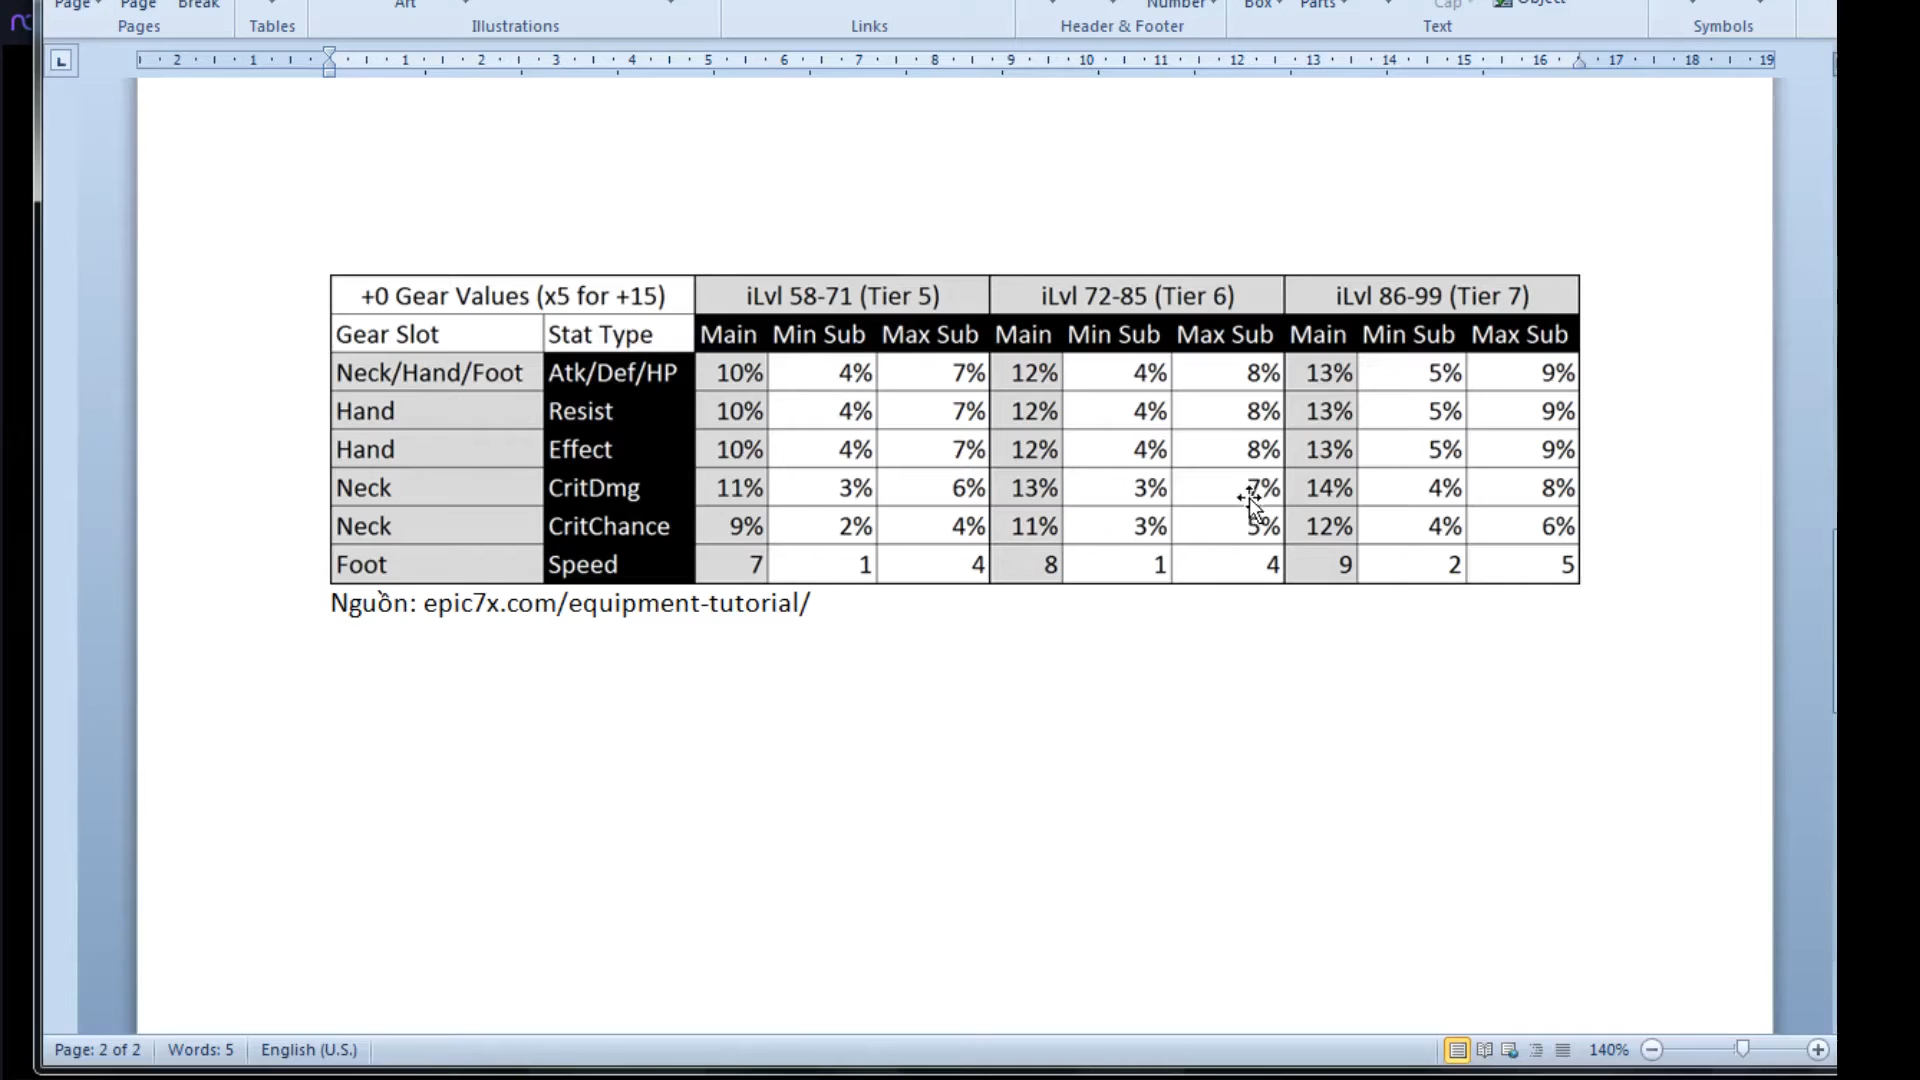 Page Page Break Art Number Box Parts Cap Object
Pages Tables Illustrations Links Header & Footer Text Symbols
L 2 1 1 2 3 4 5 6 7 8 9 10 11 12 13 14 15 16 17 18 19
+0 Gear Values (x5 for +15) iLvl 58-71 (Tier 5) iLvl 72-85 (Tier 6) iLvl 86-99 (Tier 7)
Gear Slot Stat Type Main Min Sub Max Sub Main Min Sub Max Sub Main Min Sub Max Sub
Neck/Hand/Foot Atk/Def/HP 10% 4% 7% 12% 4% 8% 13% 5% 9%
Hand Resist 10% 4% 7% 12% 4% 8% 13% 5% 9%
Hand Effect 10% 4% 7% 12% 4% 8% 13% 5% 9%
Neck CritDmg 11% 3% 6% 13% 3% 7% 14% 4% 8%
Neck CritChance 9% 2% 4% 11% 3% 5% 12% 4% 6%
Foot Speed 7 1 4 8 1 4 9 2 5
Nguồn: epic7x.com/equipment-tutorial/
Page: 2 of 2 Words: 5 English (U.S.) 140%